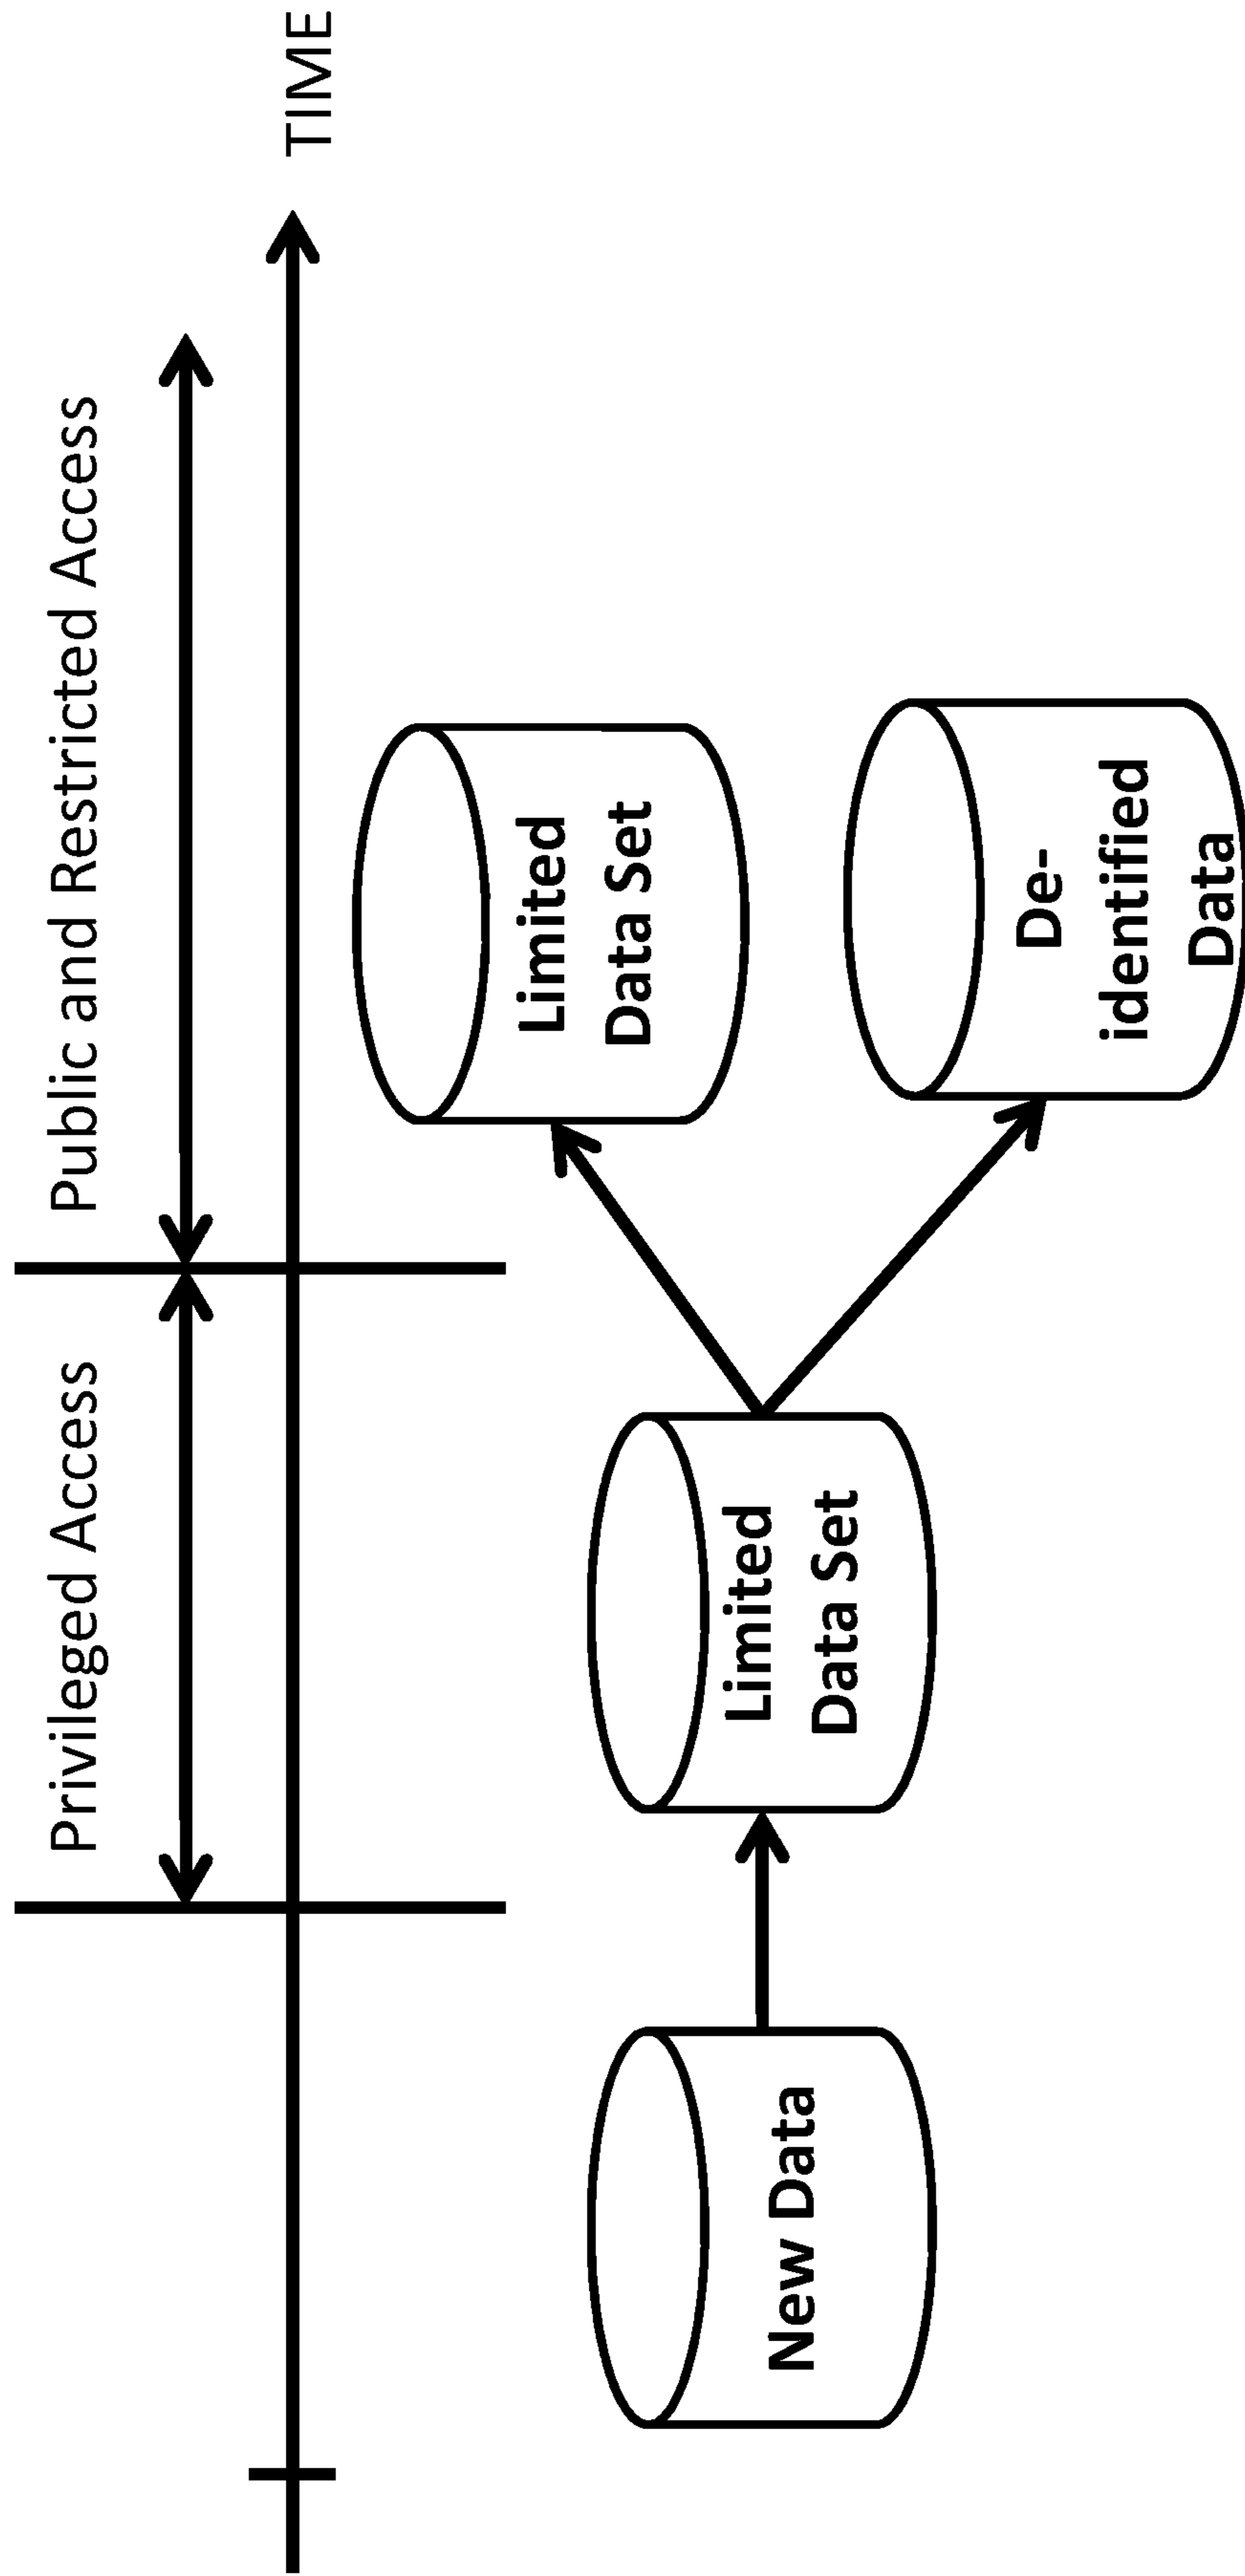 Privileged Access
Public and Restricted Access
TIME
New Data
Limited
Data Set
Limited
Data Set
De-
identified
Data